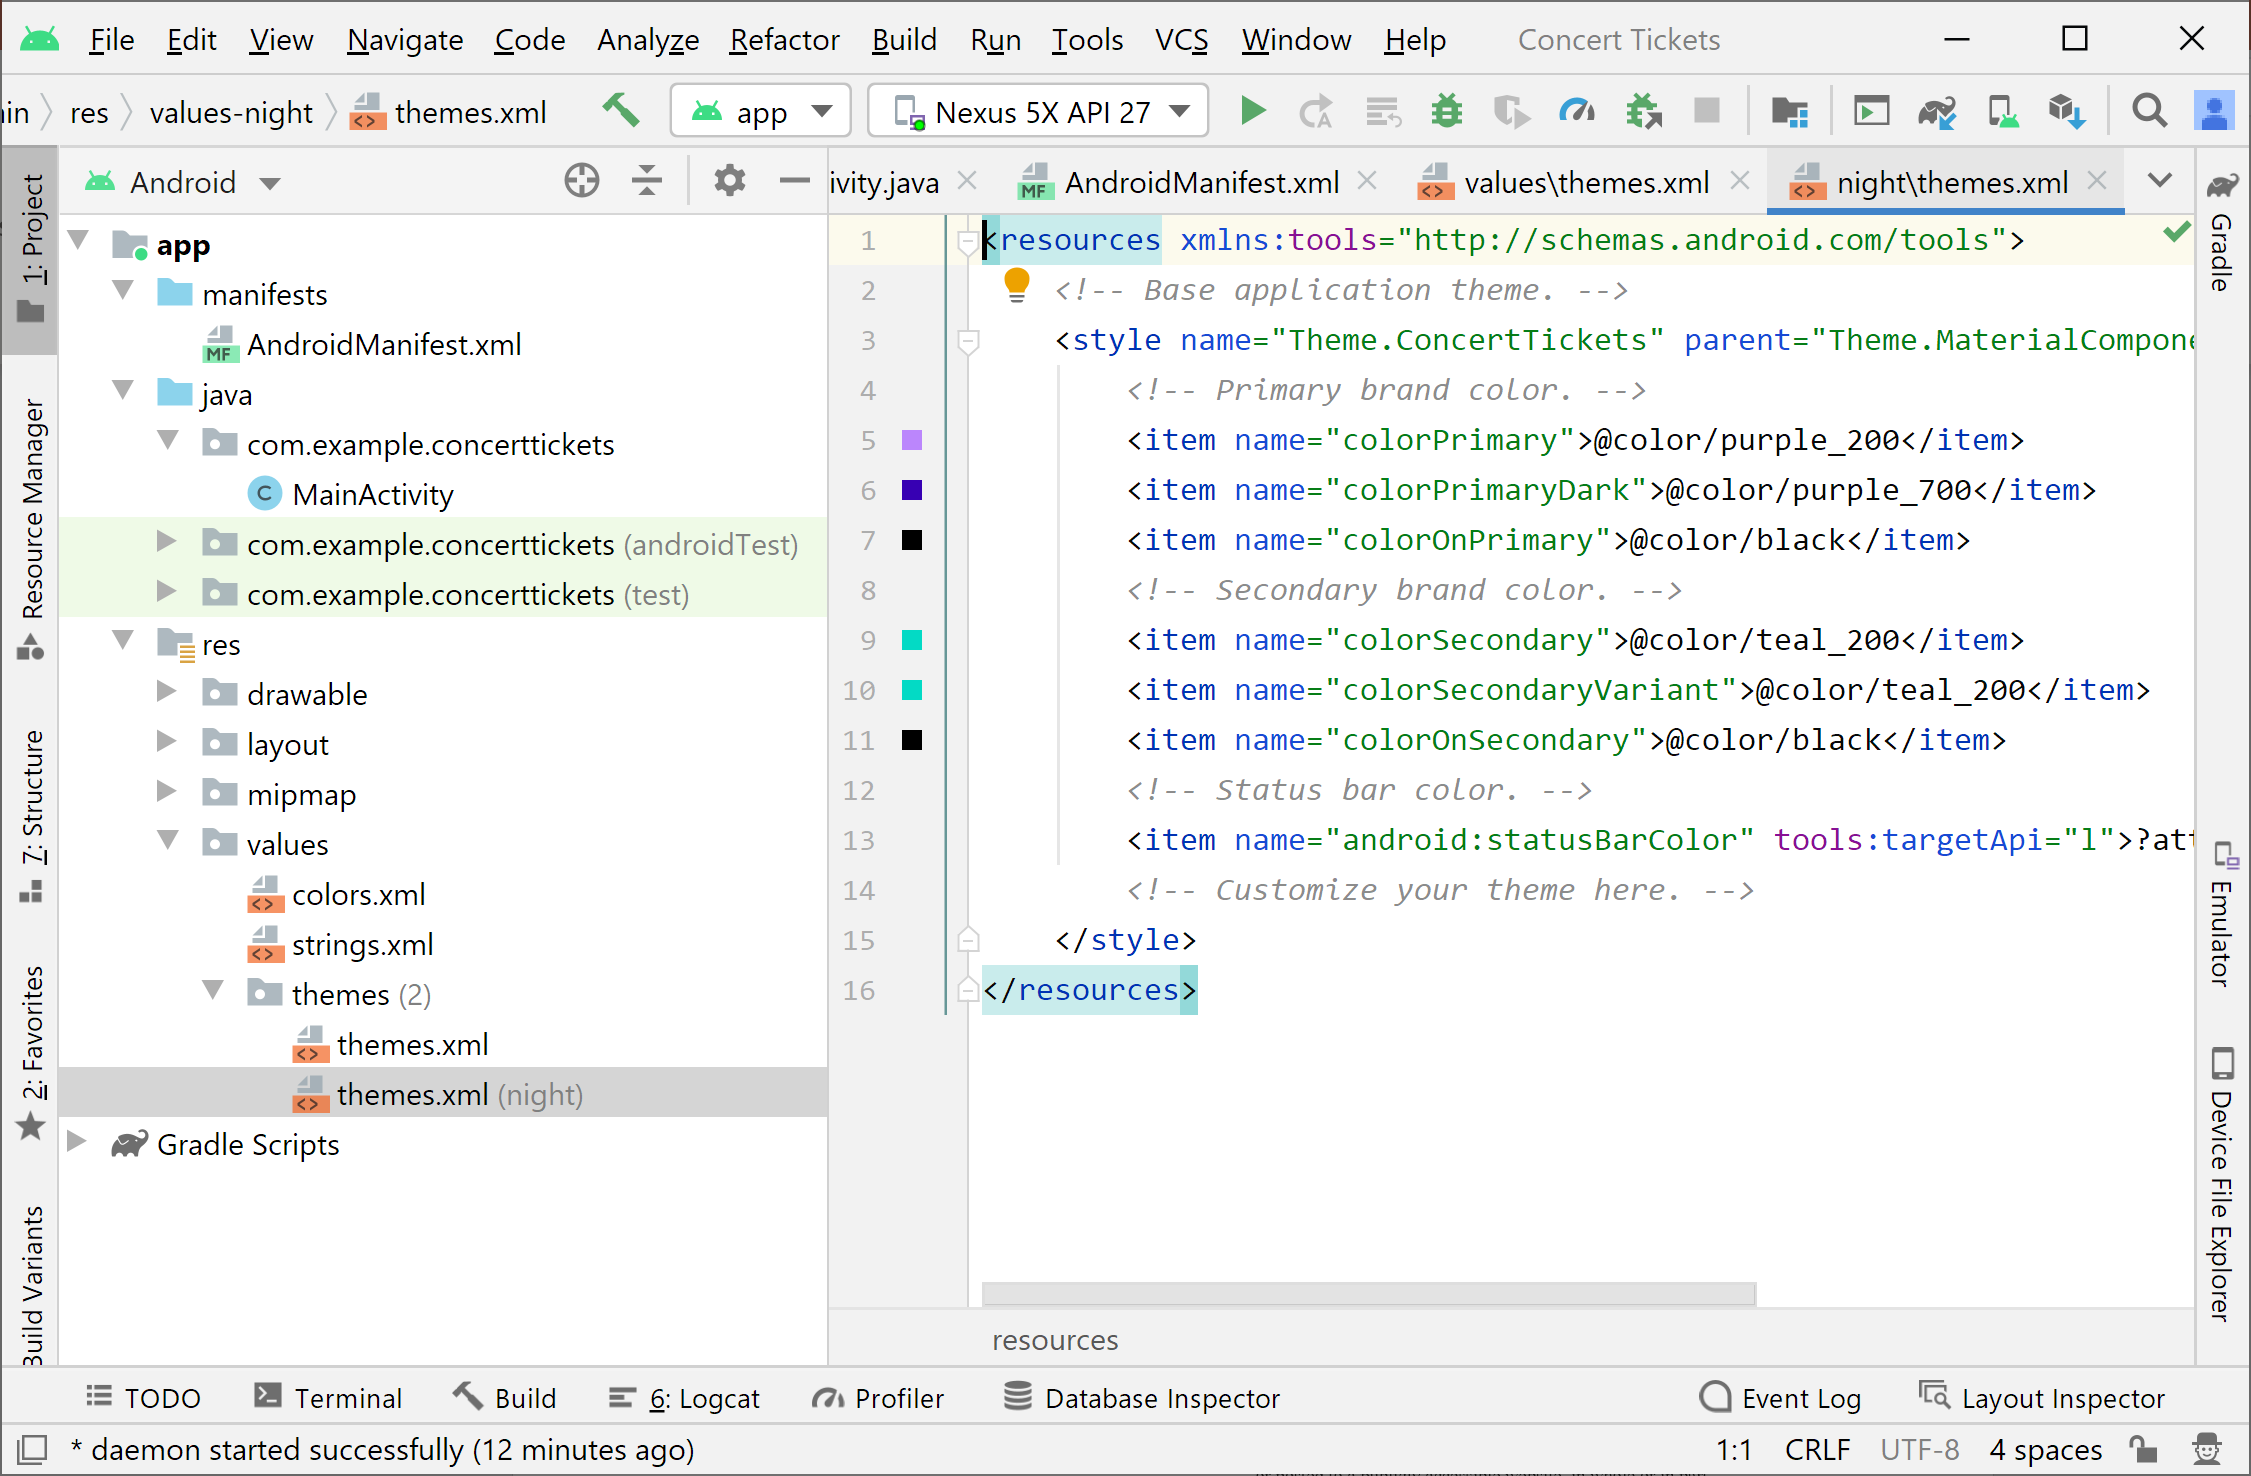 File Edit View Navigate Code Analyze Refactor Build Run Tools VCS Window Help Concert Tickets
in res values-night themes.xml app Nexus 5X API 27
Android
ivity.java AndroidManifest.xml values\themes.xml night\themes.xml
1: Project
Resource Manager
7: Structure
2: Favorites
Build Variants
app
manifests
MF AndroidManifest.xml
java
com.example.concerttickets
C MainActivity
com.example.concerttickets (androidTest)
com.example.concerttickets (test)
res
drawable
layout
mipmap
values
colors.xml
strings.xml
themes (2)
themes.xml
themes.xml (night)
Gradle Scripts
1 <resources xmlns:tools="http://schemas.android.com/tools">
2 <!-- Base application theme. -->
3 <style name="Theme.ConcertTickets" parent="Theme.MaterialCompone
4 <!-- Primary brand color. -->
5 <item name="colorPrimary">@color/purple_200</item>
6 <item name="colorPrimaryDark">@color/purple_700</item>
7 <item name="colorOnPrimary">@color/black</item>
8 <!-- Secondary brand color. -->
9 <item name="colorSecondary">@color/teal_200</item>
10 <item name="colorSecondaryVariant">@color/teal_200</item>
11 <item name="colorOnSecondary">@color/black</item>
12 <!-- Status bar color. -->
13 <item name="android:statusBarColor" tools:targetApi="l">?att
14 <!-- Customize your theme here. -->
15 </style>
16 </resources>
resources
Gradle
Emulator
Device File Explorer
TODO Terminal Build 6: Logcat Profiler Database Inspector Event Log Layout Inspector
* daemon started successfully (12 minutes ago) 1:1 CRLF UTF-8 4 spaces